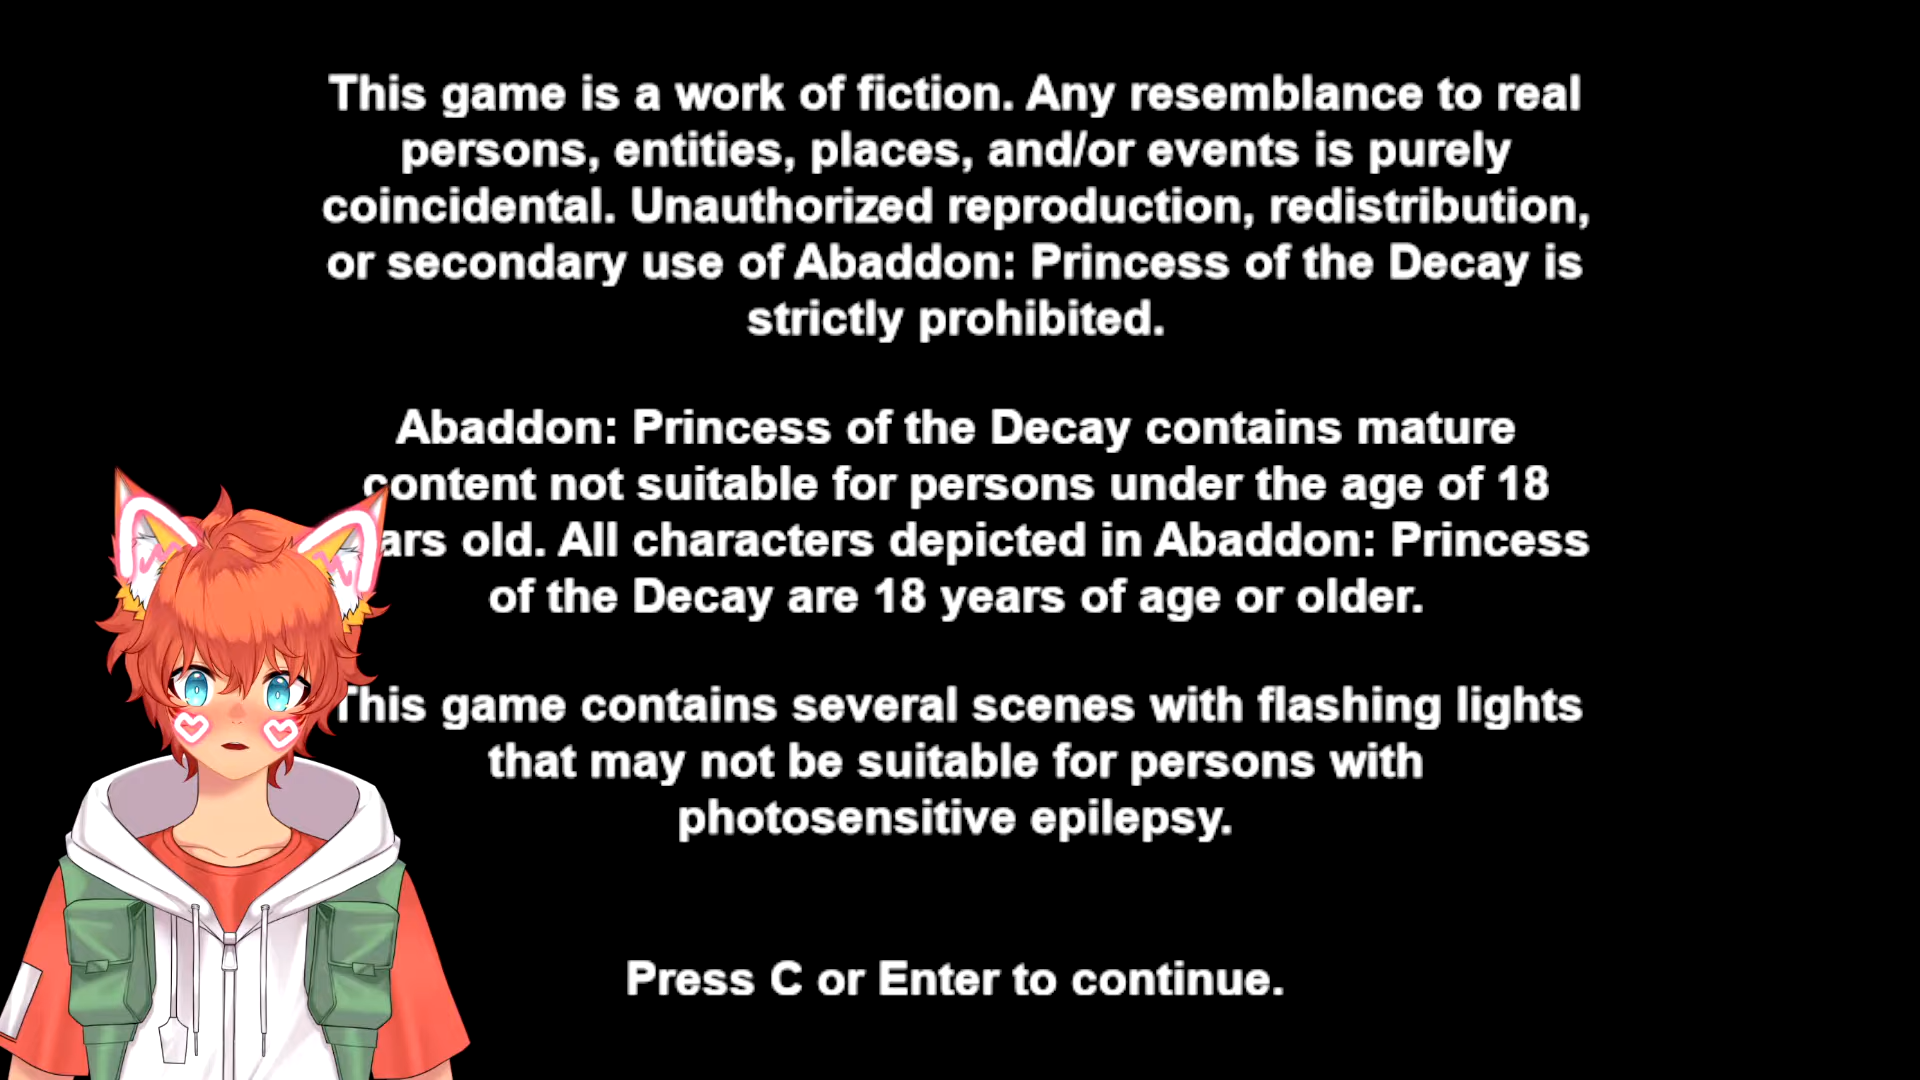 This game is a work of fiction. Any resemblance to real
persons, entities, places, and/or events is purely
coincidental. Unauthorized reproduction, redistribution,
or secondary use of Abaddon: Princess of the Decay is
strictly prohibited.
Abaddon: Princess of the Decay contains mature
content not suitable for persons under the age of 18
ars old. All characters depicted in Abaddon: Princess
of the Decay are 18 years of age or older.
This game contains several scenes with flashing lights
that may not be suitable for persons with
photosensitive epilepsy.
Press C or Enter to continue.